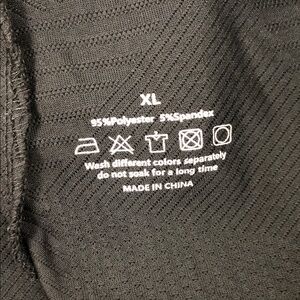 XL
95%Polyester 5%Spandex
Wash different colors separately
do not soak for a long time
MADE IN CHINA